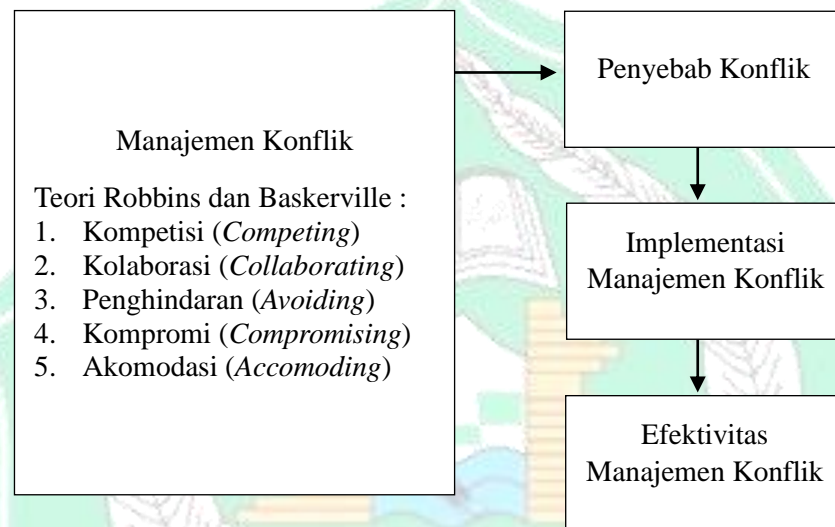 Manajemen Konflik
Teori Robbins dan Baskerville :
1. Kompetisi (Competing)
2. Kolaborasi (Collaborating)
3. Penghindaran (Avoiding)
4. Kompromi (Compromising)
5. Akomodasi (Accomoding)
Penyebab Konflik
Implementasi
Manajemen Konflik
Efektivitas
Manajemen Konflik